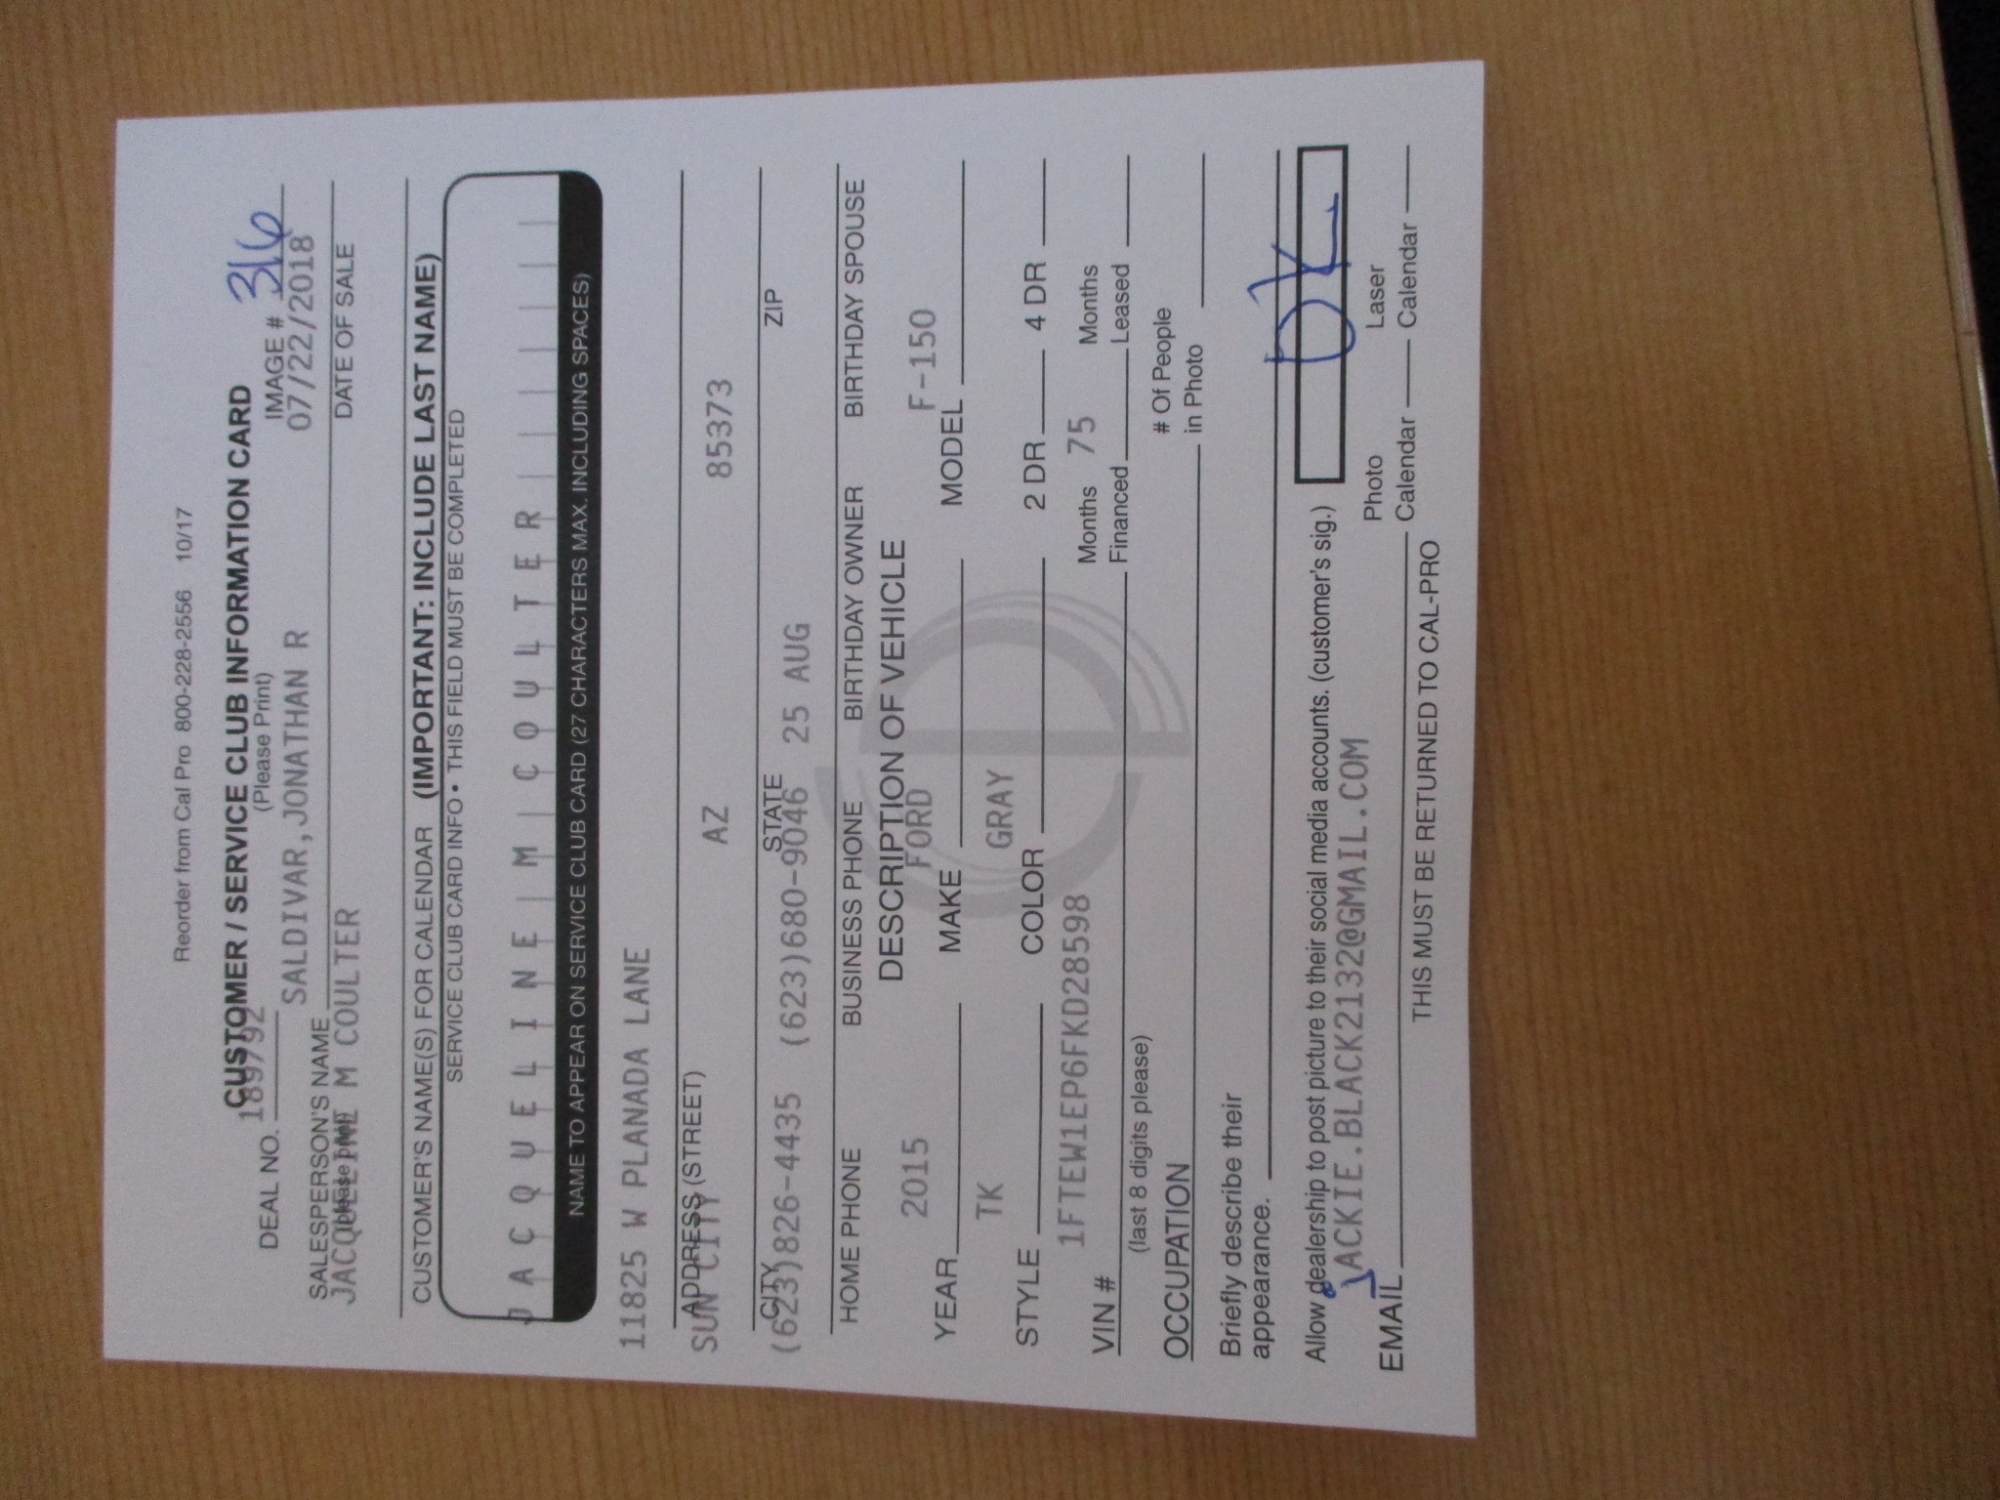 Reorder from Cal Pro 800-228-2556 10/17
CUSTOMER / SERVICE CLUB INFORMATION CARD
(Please Print)
DEAL NO. 189792 IMAGE # 316
SALDIVAR,JONATHAN R 07/22/2018
SALESPERSON'S NAME DATE OF SALE
JACQUELINE M COULTER
CUSTOMER'S NAME(S) FOR CALENDAR (IMPORTANT: INCLUDE LAST NAME)
SERVICE CLUB CARD INFO • THIS FIELD MUST BE COMPLETED
J A C Q U E L I N E M C O U L T E R
NAME TO APPEAR ON SERVICE CLUB CARD (27 CHARACTERS MAX. INCLUDING SPACES)
11825 W PLANADA LANE
ADDRESS (STREET)
SUN CITY AZ 85373
CITY STATE ZIP
(623)826-4435 (623)680-9046 25 AUG
HOME PHONE BUSINESS PHONE BIRTHDAY OWNER BIRTHDAY SPOUSE
DESCRIPTION OF VEHICLE
2015 FORD F-150
YEAR MAKE MODEL
TK GRAY
STYLE COLOR 2 DR 4 DR
1FTEW1EP6FKD28598 Months 75 Months
VIN # Financed Leased
(last 8 digits please)
# Of People
OCCUPATION in Photo
Briefly describe their
appearance.
Allow dealership to post picture to their social media accounts. (customer's sig.)
JACKIE.BLACK2132@GMAIL.COM Photo Laser
EMAIL Calendar Calendar
THIS MUST BE RETURNED TO CAL-PRO